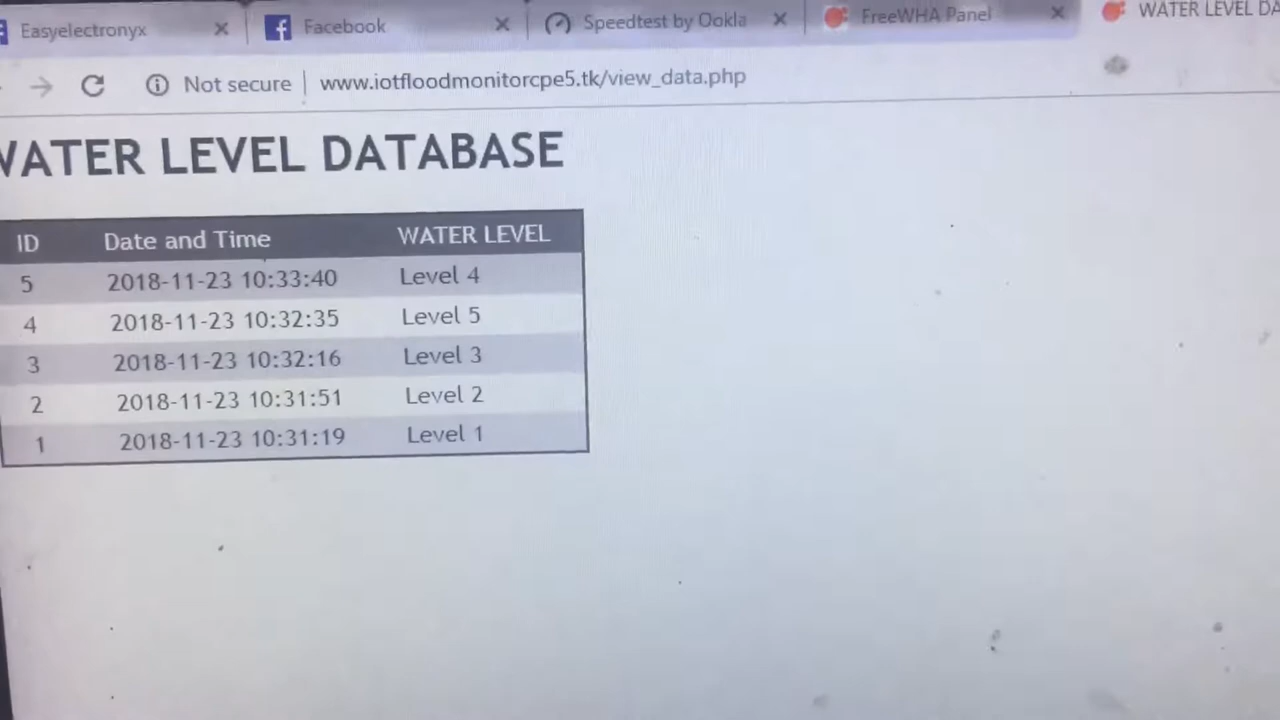 Easyelectronyx
Facebook
Speedtest by Ookla
FreeWHA Panel
WATER LEVEL DA
Not secure
www.iotfloodmonitorcpe5.tk/view_data.php
WATER LEVEL DATABASE
ID Date and Time WATER LEVEL
5 2018-11-23 10:33:40 Level 4
4 2018-11-23 10:32:35 Level 5
3 2018-11-23 10:32:16 Level 3
2 2018-11-23 10:31:51 Level 2
1 2018-11-23 10:31:19 Level 1